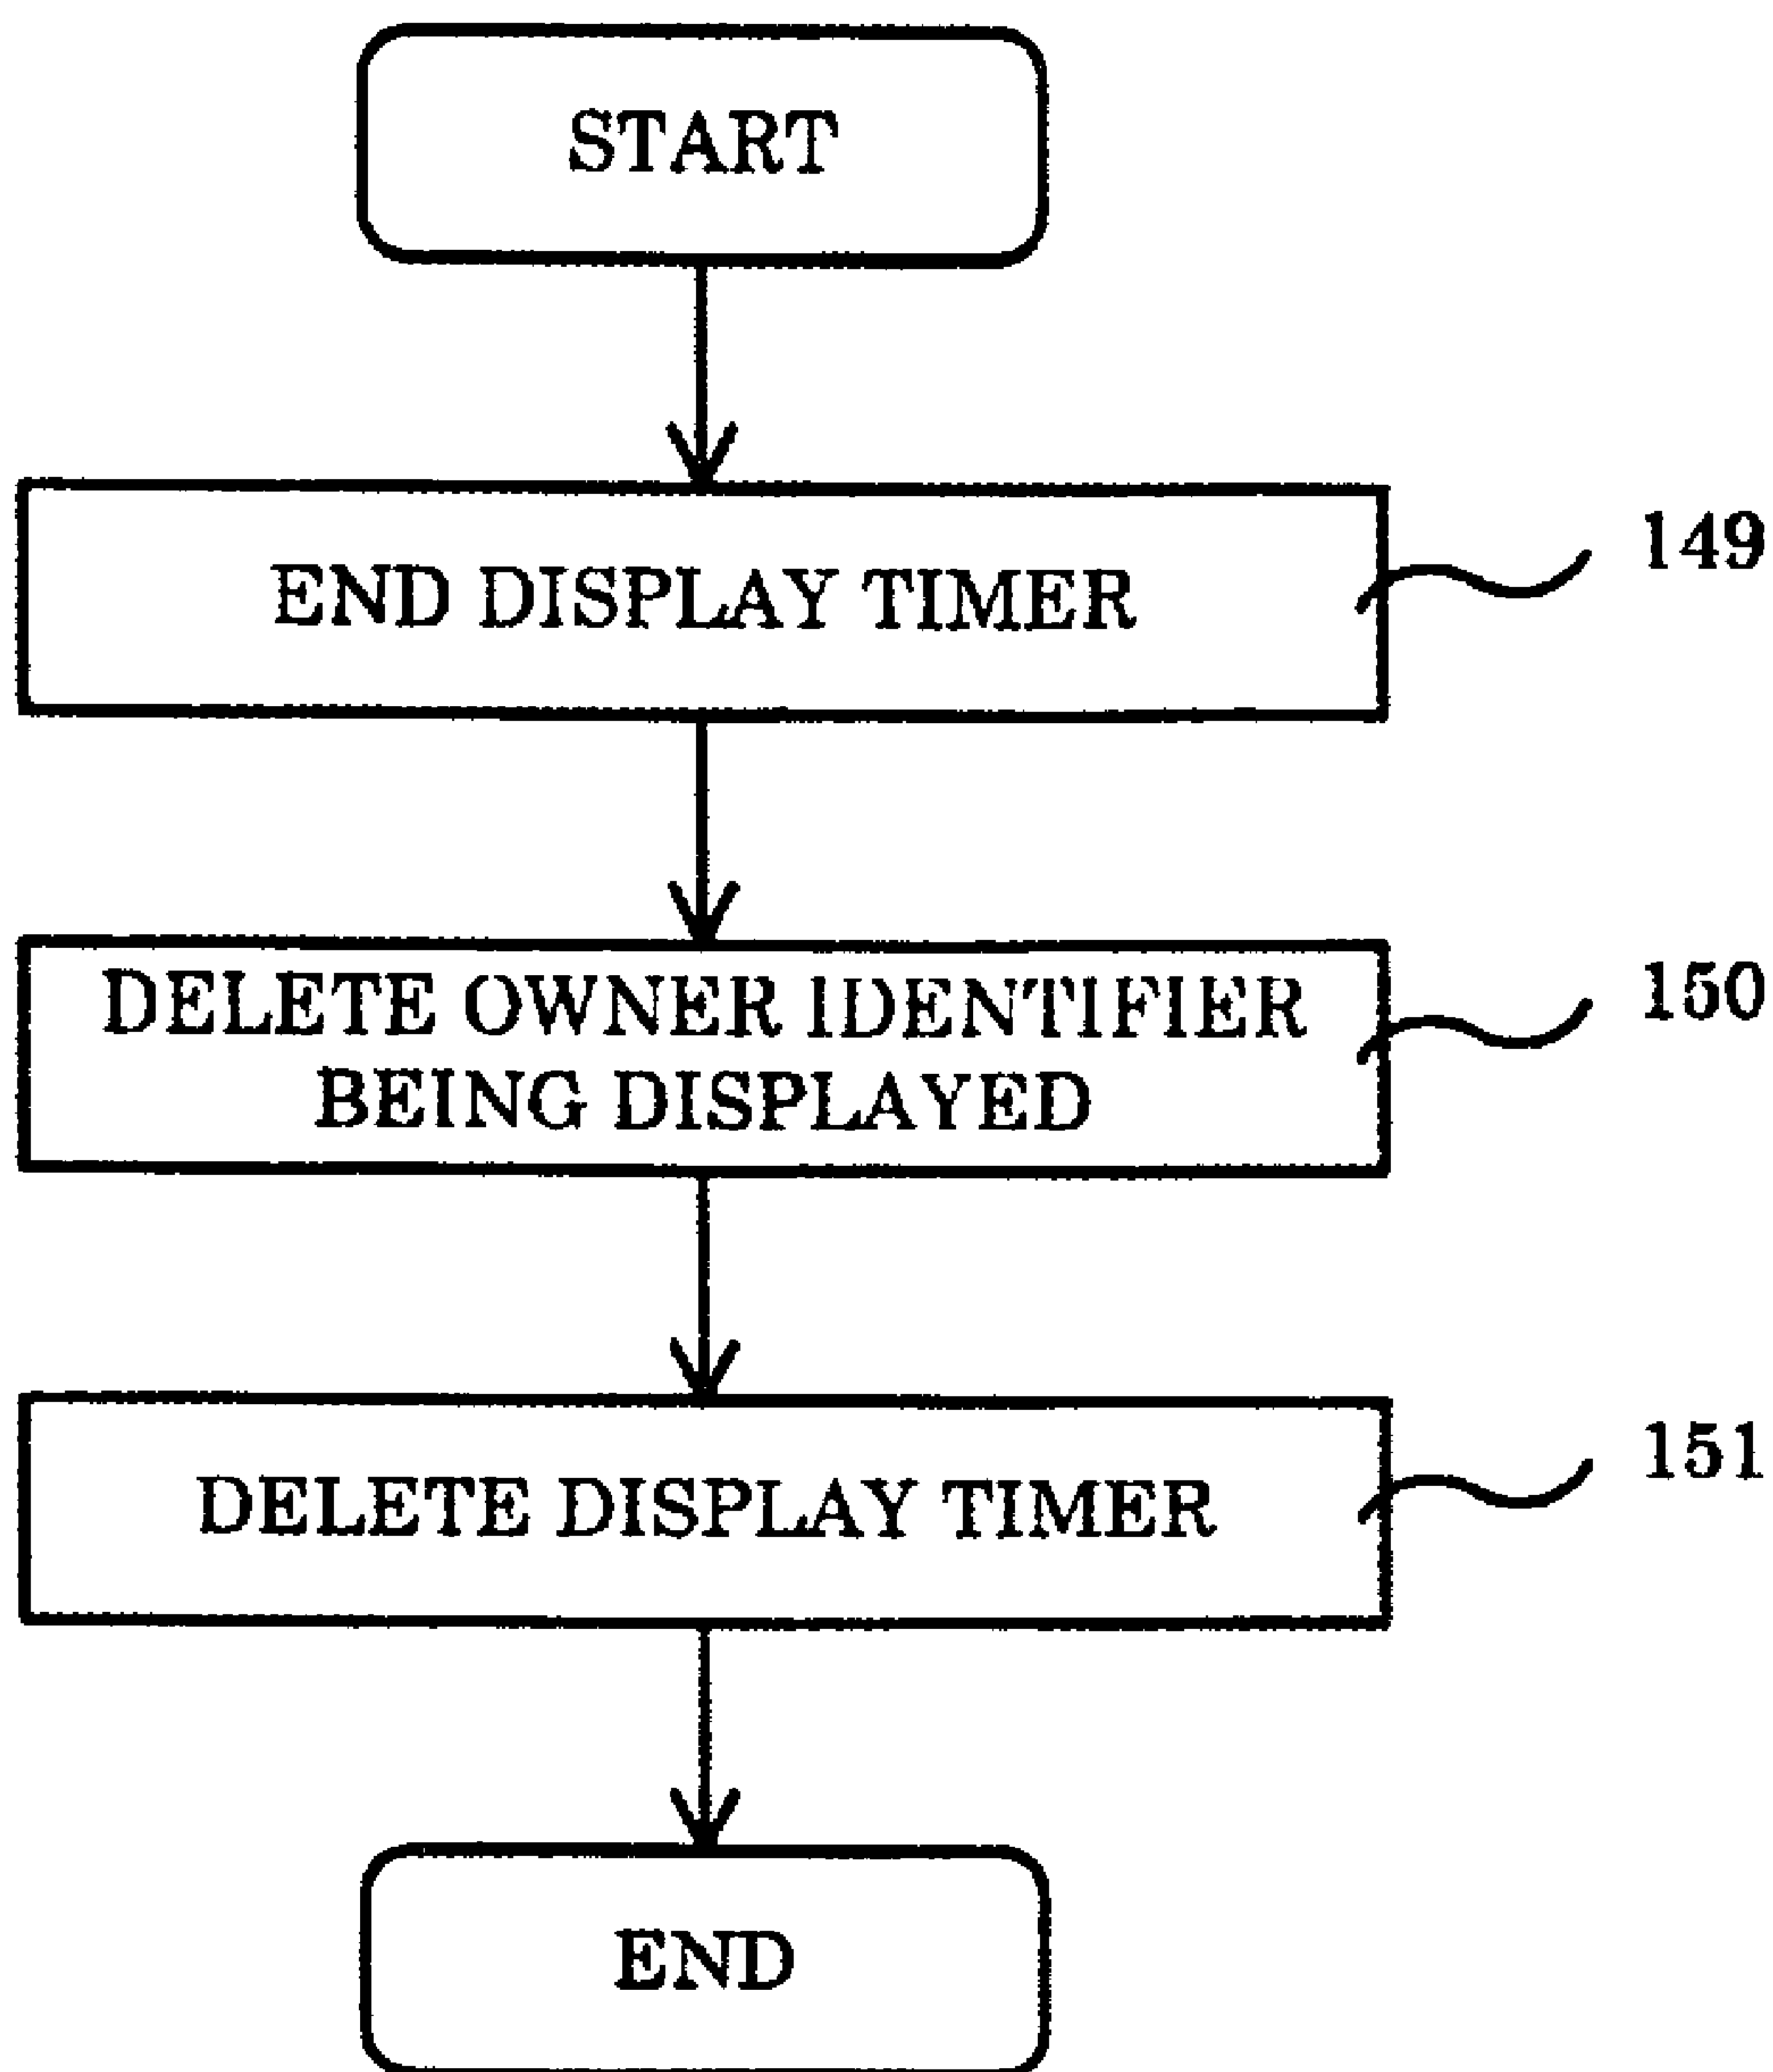 START
END DISPLAY TIMER
149
DELETE OWNER IDENTIFIER
BEING DISPLAYED
150
DELETE DISPLAY TIMER
151
END